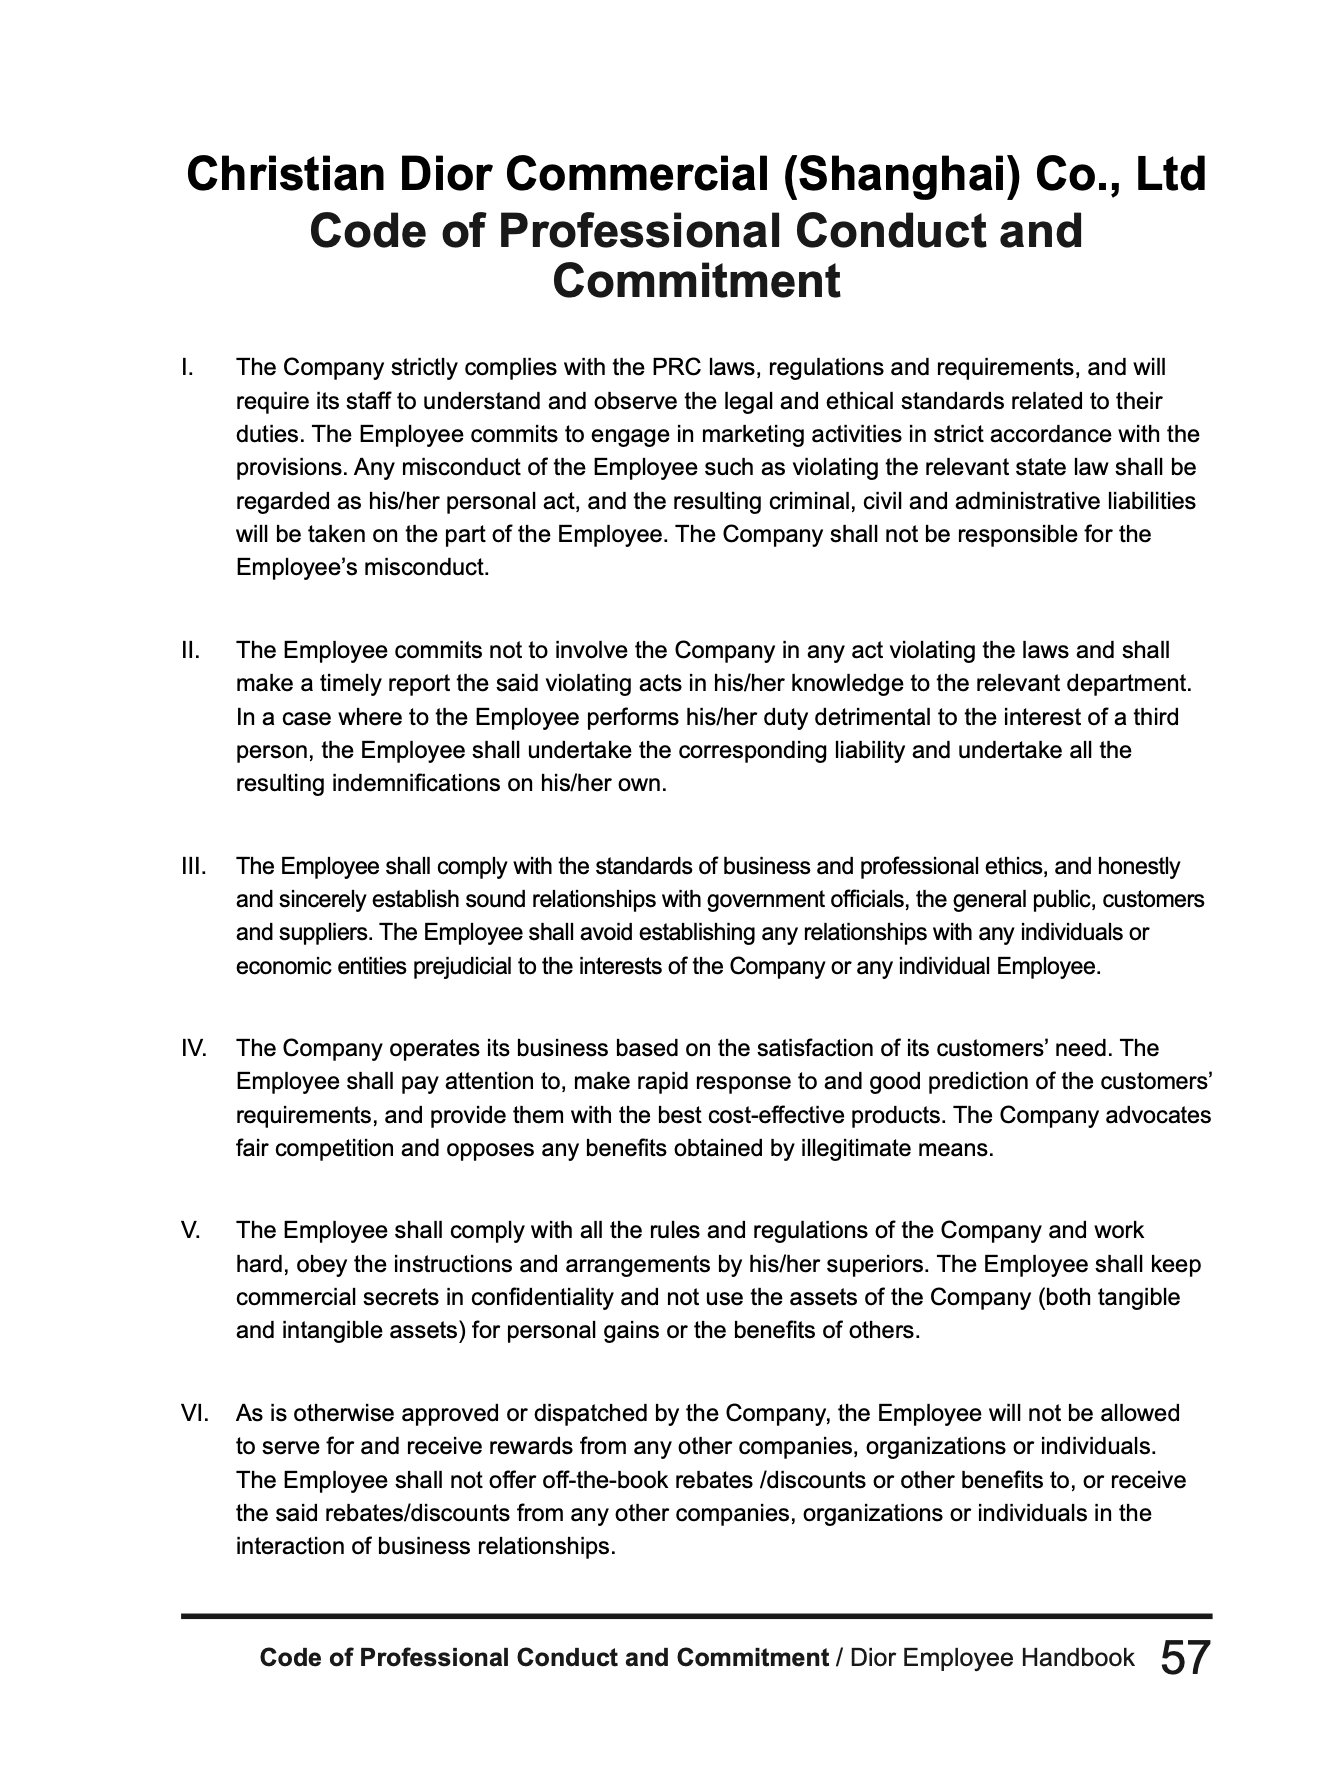 Christian Dior Commercial (Shanghai) Co., Ltd
Code of Professional Conduct and
Commitment
I. The Company strictly complies with the PRC laws, regulations and requirements, and will
require its staff to understand and observe the legal and ethical standards related to their
duties. The Employee commits to engage in marketing activities in strict accordance with the
provisions. Any misconduct of the Employee such as violating the relevant state law shall be
regarded as his/her personal act, and the resulting criminal, civil and administrative liabilities
will be taken on the part of the Employee. The Company shall not be responsible for the
Employee’s misconduct.
II. The Employee commits not to involve the Company in any act violating the laws and shall
make a timely report the said violating acts in his/her knowledge to the relevant department.
In a case where to the Employee performs his/her duty detrimental to the interest of a third
person, the Employee shall undertake the corresponding liability and undertake all the
resulting indemnifications on his/her own.
III. The Employee shall comply with the standards of business and professional ethics, and honestly
and sincerely establish sound relationships with government officials, the general public, customers
and suppliers. The Employee shall avoid establishing any relationships with any individuals or
economic entities prejudicial to the interests of the Company or any individual Employee.
IV. The Company operates its business based on the satisfaction of its customers’ need. The
Employee shall pay attention to, make rapid response to and good prediction of the customers’
requirements, and provide them with the best cost-effective products. The Company advocates
fair competition and opposes any benefits obtained by illegitimate means.
V. The Employee shall comply with all the rules and regulations of the Company and work
hard, obey the instructions and arrangements by his/her superiors. The Employee shall keep
commercial secrets in confidentiality and not use the assets of the Company (both tangible
and intangible assets) for personal gains or the benefits of others.
VI. As is otherwise approved or dispatched by the Company, the Employee will not be allowed
to serve for and receive rewards from any other companies, organizations or individuals.
The Employee shall not offer off-the-book rebates /discounts or other benefits to, or receive
the said rebates/discounts from any other companies, organizations or individuals in the
interaction of business relationships.
Code of Professional Conduct and Commitment / Dior Employee Handbook 57